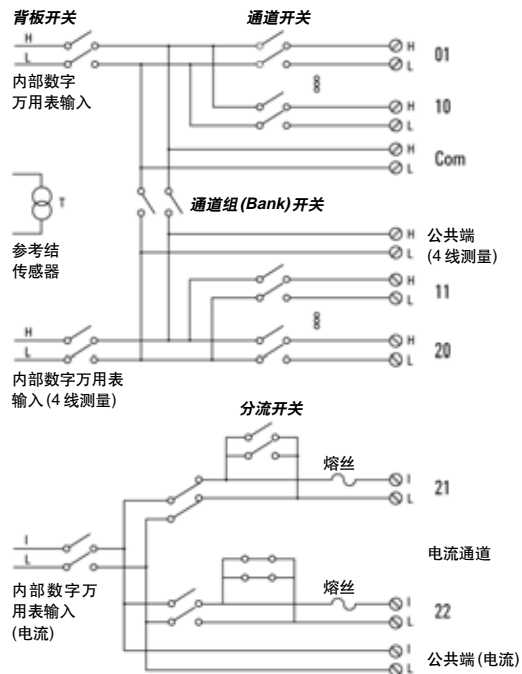 背板开关
通道开关
H
L
H
L
01
内部数字
万用表输入
H
L
10
H
L
Com
T
通道组(Bank)开关
参考结
传感器
H
L
公共端
(4 线测量)
H
L
11
H
L
H
L
20
内部数字万用表
输入(4 线测量)
分流开关
熔丝
I
L
21
I
L
电流通道
内部数字万
用表输入
(电流)
熔丝
I
L
22
I
L
公共端(电流)